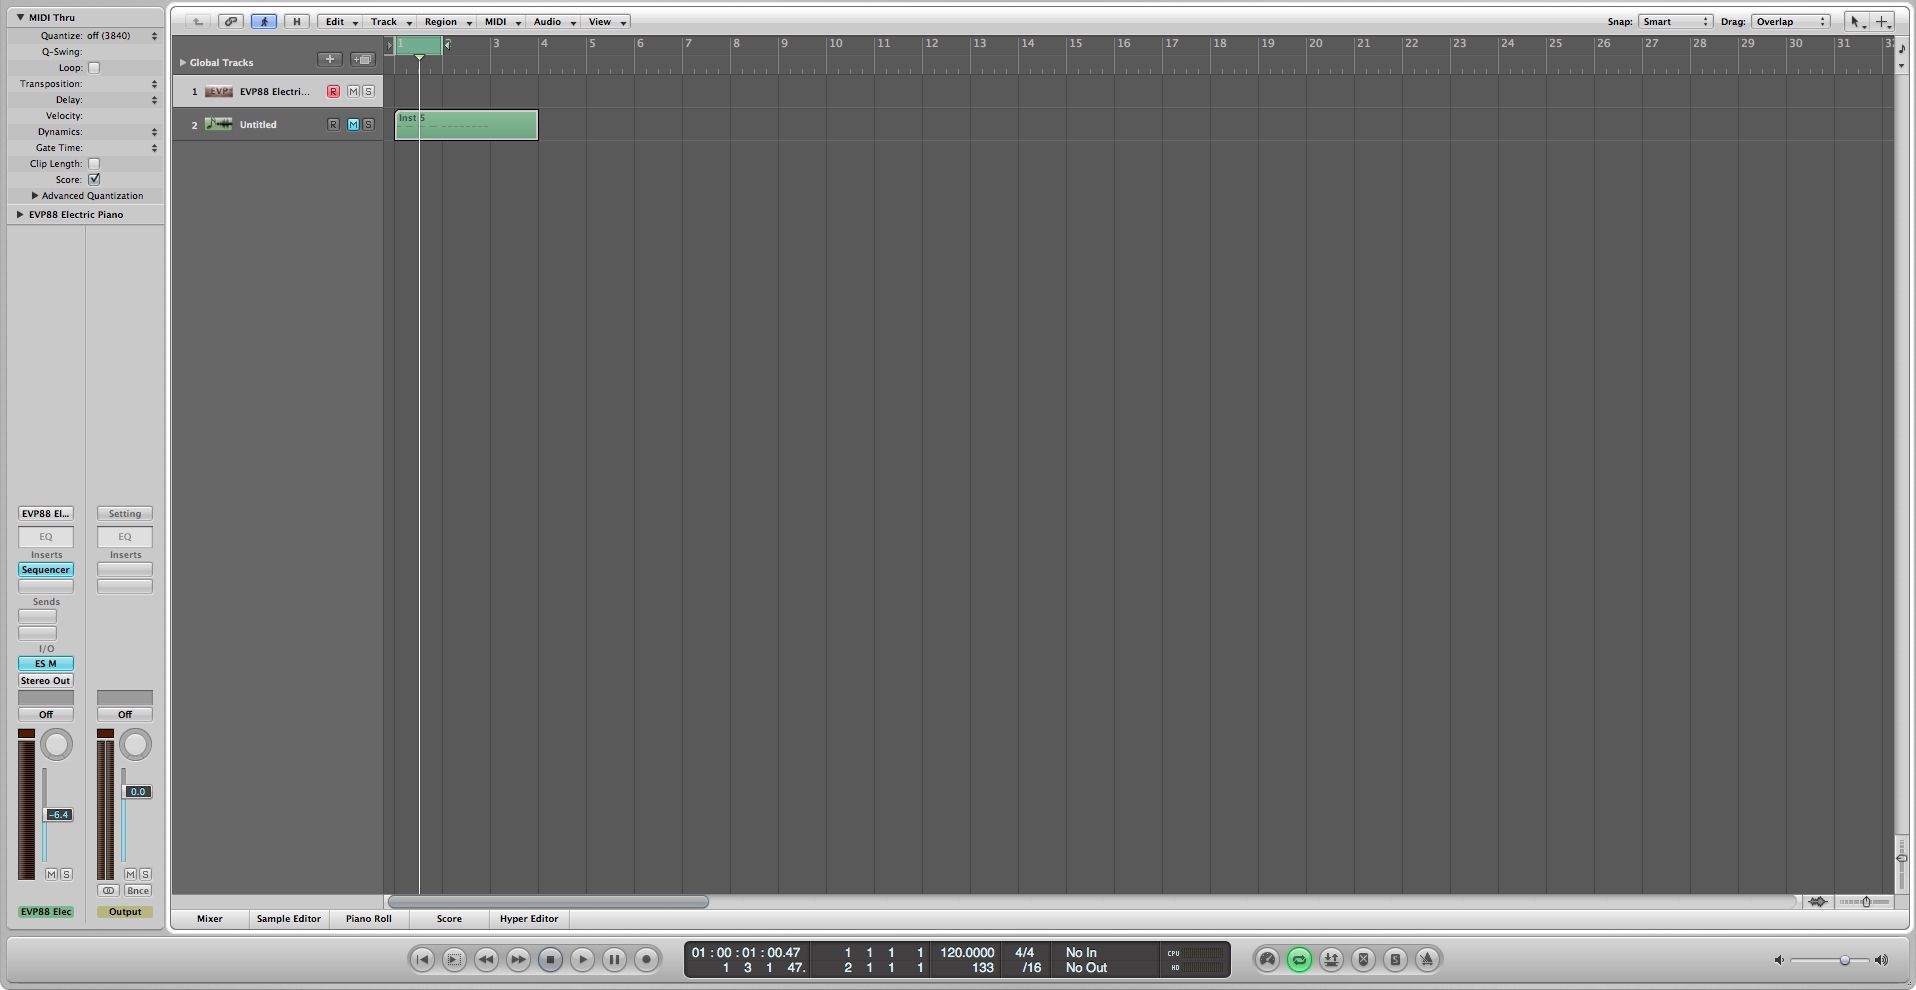 MIDI Thru
Quantize: off (3840)
Q-Swing:
Loop:
Transposition:
Delay:
Velocity:
Dynamics:
Gate Time:
Clip Length:
Score:
Advanced Quantization
EVP88 Electric Piano
EVP88 El... Setting
EQ EQ
Inserts Inserts
Sequencer
Sends
I/O
ES M
Stereo Out
Off Off
0.0
-6.4
M S M S
Bnce
EVP88 Elec Output
H Edit Track Region MIDI Audio View Snap: Smart Drag: Overlap
1 2 3 4 5 6 7 8 9 10 11 12 13 14 15 16 17 18 19 20 21 22 23 24 25 26 27 28 29 30 31
Global Tracks
1 EVP88 Electri... R M S
2 Untitled R M S
Inst 5
Mixer Sample Editor Piano Roll Score Hyper Editor
01 : 00 : 01 : 00.47 1 1 1 1 120.0000 4/4 No In CPU
1 3 1 47. 2 1 1 1 133 /16 No Out HD
S